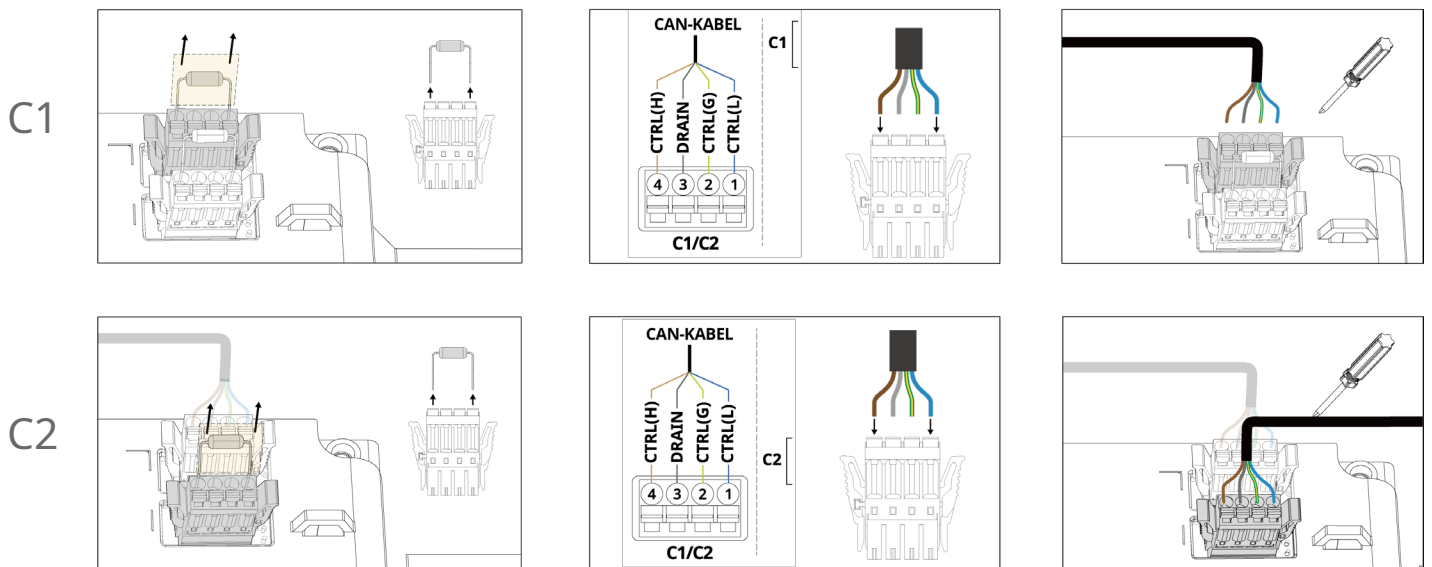 C1
CAN-KABEL
C1
CTRL(H)
DRAIN
CTRL(G)
CTRL(L)
4 3 2 1
C1/C2
C2
CAN-KABEL
C2
CTRL(H)
DRAIN
CTRL(G)
CTRL(L)
4 3 2 1
C1/C2